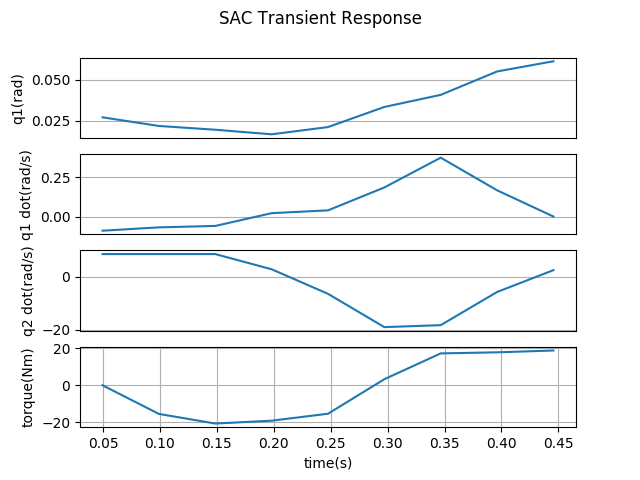 SAC Transient Response
q1(rad)
0.050
0.025
q1 dot(rad/s)
0.25
0.00
q2 dot(rad/s)
0
−20
torque(Nm)
20
0
−20
0.05 0.10 0.15 0.20 0.25 0.30 0.35 0.40 0.45
time(s)